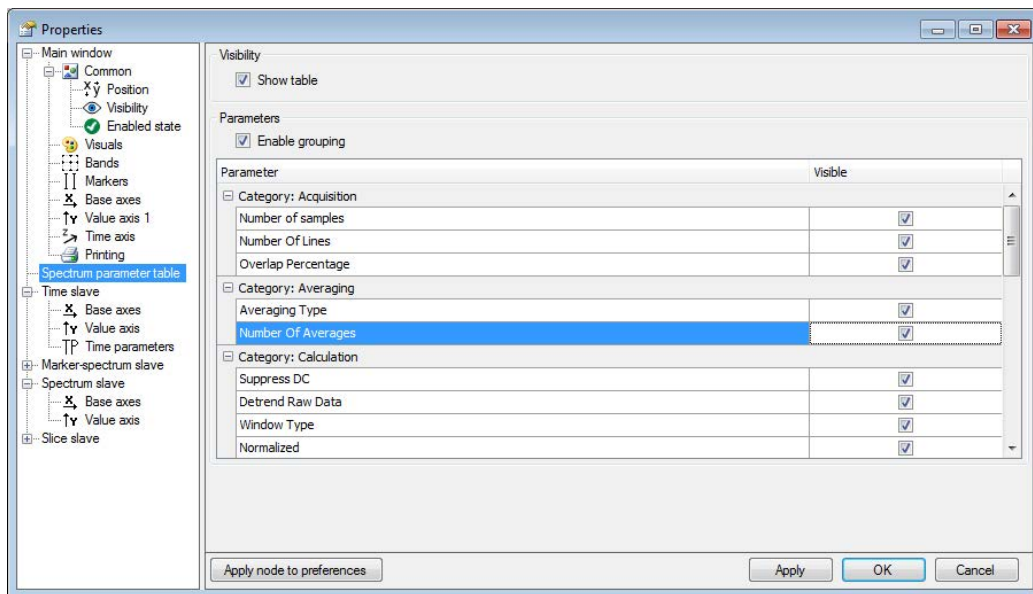 Properties
Main window
Common
Position
Visibility
Enabled state
Visuals
Bands
Markers
Base axes
Value axis 1
Time axis
Printing
Spectrum parameter table
Time slave
Base axes
Value axis
TP Time parameters
Marker-spectrum slave
Spectrum slave
Base axes
Value axis
Slice slave
Visibility
Show table
Parameters
Enable grouping
Parameter Visible
Category: Acquisition
Number of samples
Number Of Lines
Overlap Percentage
Category: Averaging
Averaging Type
Number Of Averages
Category: Calculation
Suppress DC
Detrend Raw Data
Window Type
Normalized
Apply node to preferences Apply OK Cancel